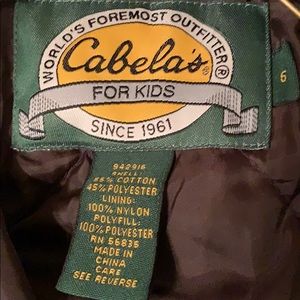 WORLD'S FOREMOST OUTFITTER®
Cabela's®
FOR KIDS
SINCE 1961
6
942916
SHELL:
55% COTTON
45% POLYESTER
LINING:
100% NYLON
POLYFILL:
100% POLYESTER
RN 56835
MADE IN
CHINA
CARE
SEE REVERSE